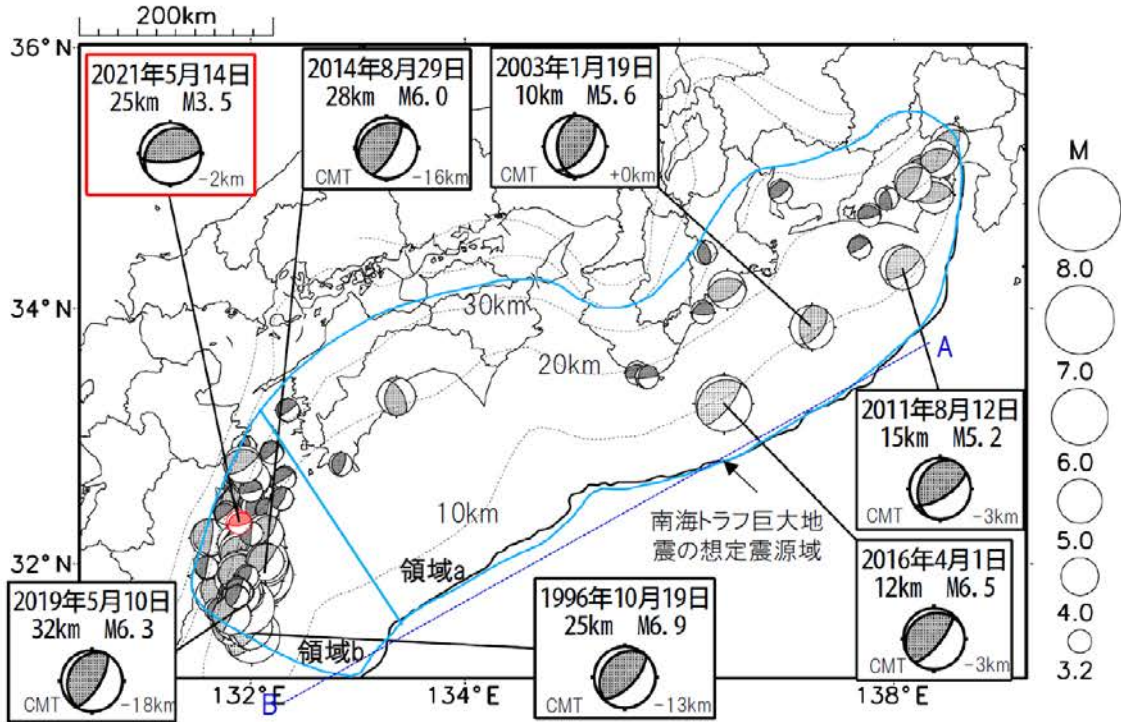 200km
36°N
34°N
32°N
132°E
134°E
138°E
2021年5月14日
25km M3.5
-2km
2014年8月29日
28km M6.0
CMT
-16km
2003年1月19日
10km M5.6
CMT
+0km
M
8.0
7.0
6.0
5.0
4.0
3.2
30km
20km
10km
A
2011年8月12日
15km M5.2
CMT
-3km
南海トラフ巨大地
震の想定震源域
領域a
領域b
B
2016年4月1日
12km M6.5
CMT
-3km
2019年5月10日
32km M6.3
CMT
-18km
1996年10月19日
25km M6.9
CMT
-13km